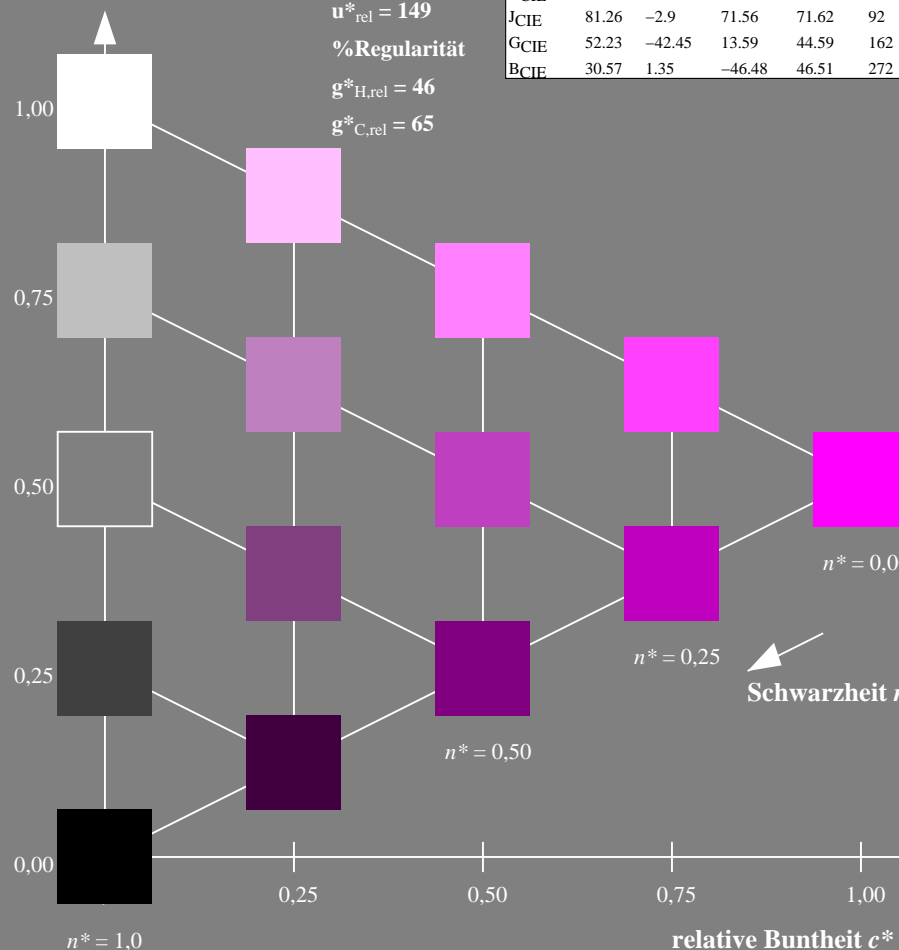 u*rel = 149
%Regularität
g*H,rel = 46
g*C,rel = 65
CIE
JCIE 81.26 −2.9 71.56 71.62 92
GCIE 52.23 −42.45 13.59 44.59 162
BCIE 30.57 1.35 −46.48 46.51 272
1,00
0,75
0,50
n* = 0,0
n* = 0,25
0,25
Schwarzheit
n* = 0,50
0,00
0,25 0,50 0,75 1,00
n* = 1,0
relative Buntheit c*